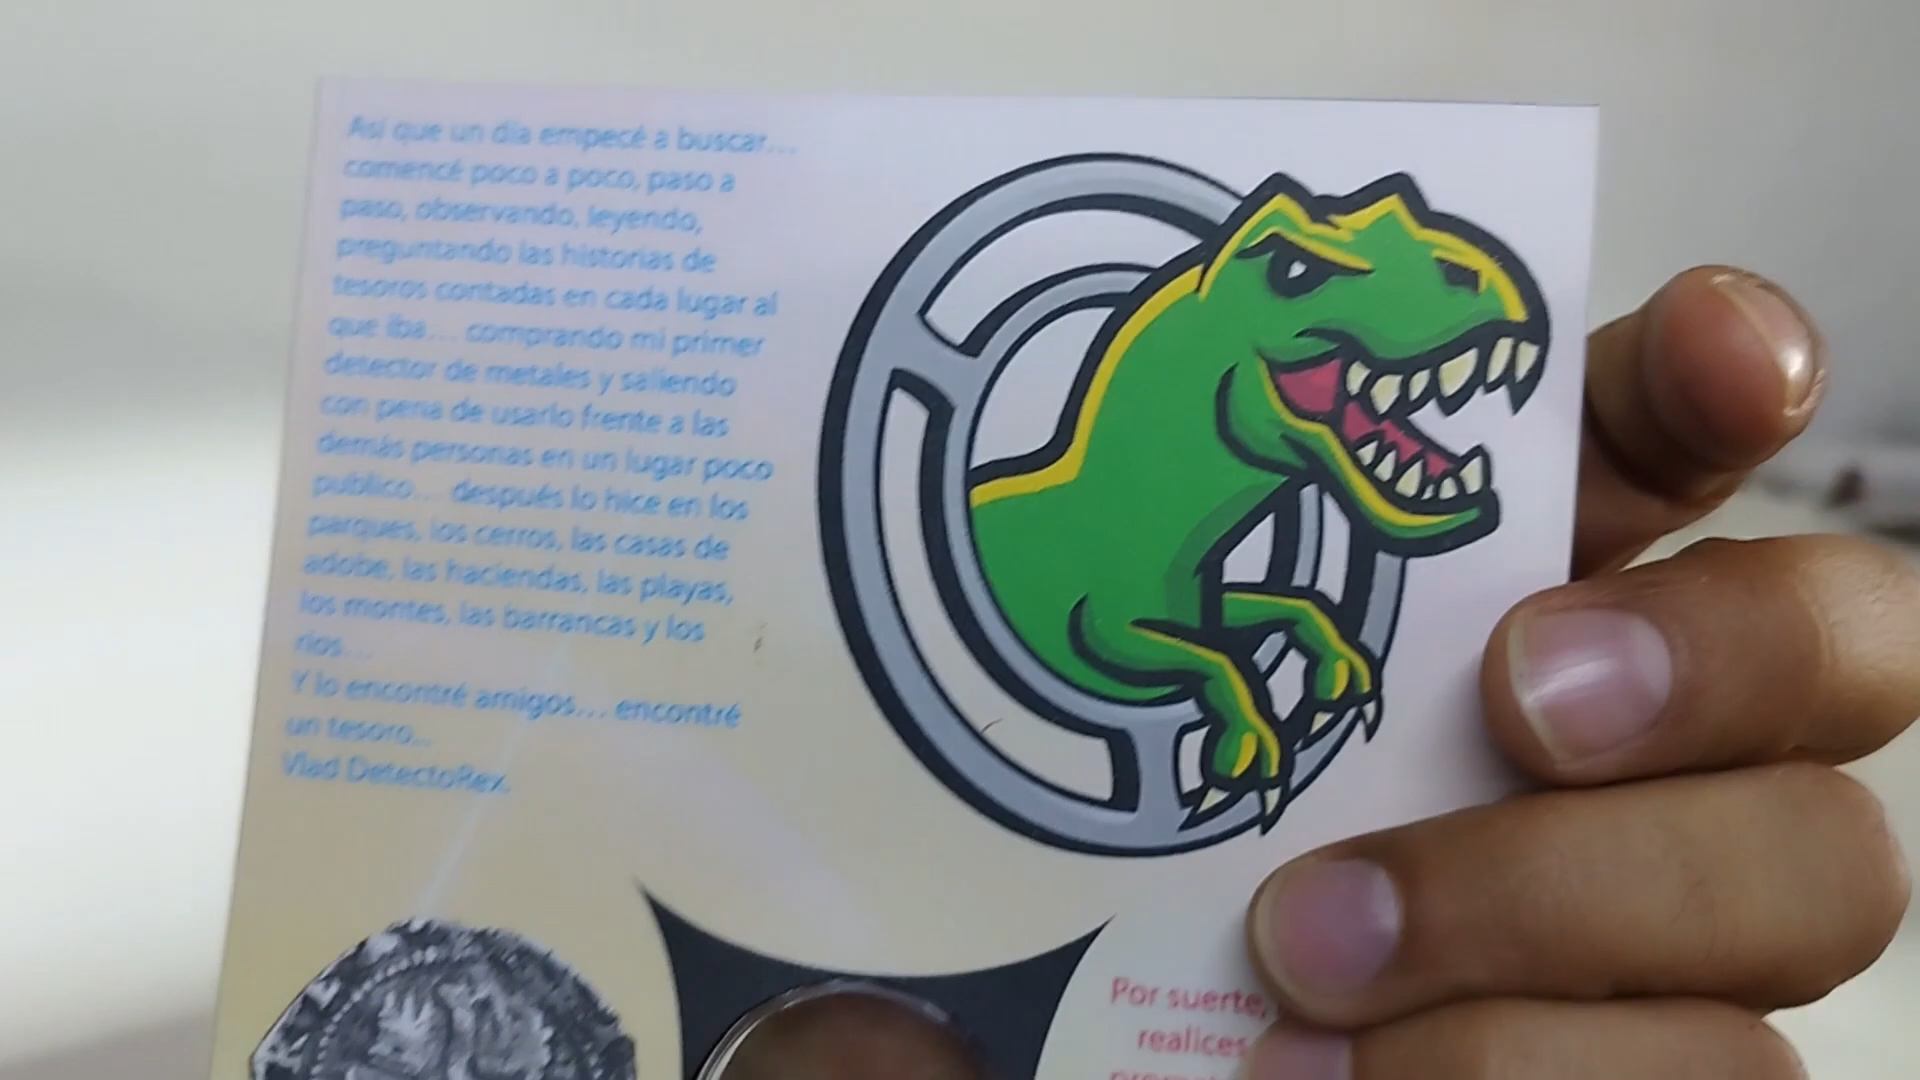 Así que un día empecé a buscar...
comencé poco a poco, paso a
paso, observando, leyendo,
preguntando las historias de
tesoros contadas en cada lugar al
que iba... comprando mi primer
detector de metales y saliendo
con pena de usarlo frente a las
demás personas en un lugar poco
publico... después lo hice en los
parques, los cerros, las casas de
adobe, las haciendas, las playas,
los montes, las barrancas y los
rios...
Y lo encontré amigos... encontré
un tesoro...
Vlad DetectoRex.
Por suerte,
realices